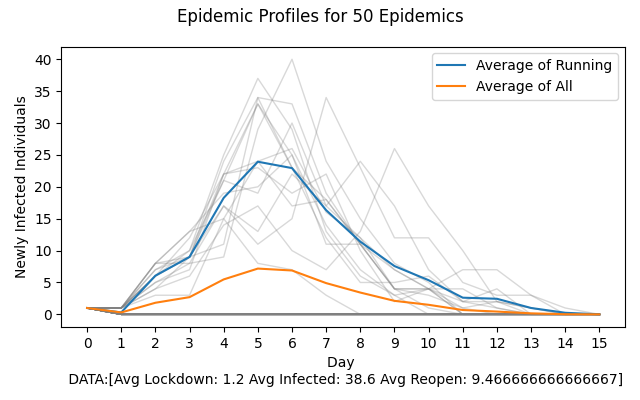 Epidemic Profiles for 50 Epidemics
40
35
30
25
20
15
10
5
0
Newly Infected Individuals
Average of Running
Average of All
0 1 2 3 4 5 6 7 8 9 10 11 12 13 14 15
Day
DATA:[Avg Lockdown: 1.2 Avg Infected: 38.6 Avg Reopen: 9.466666666666667]